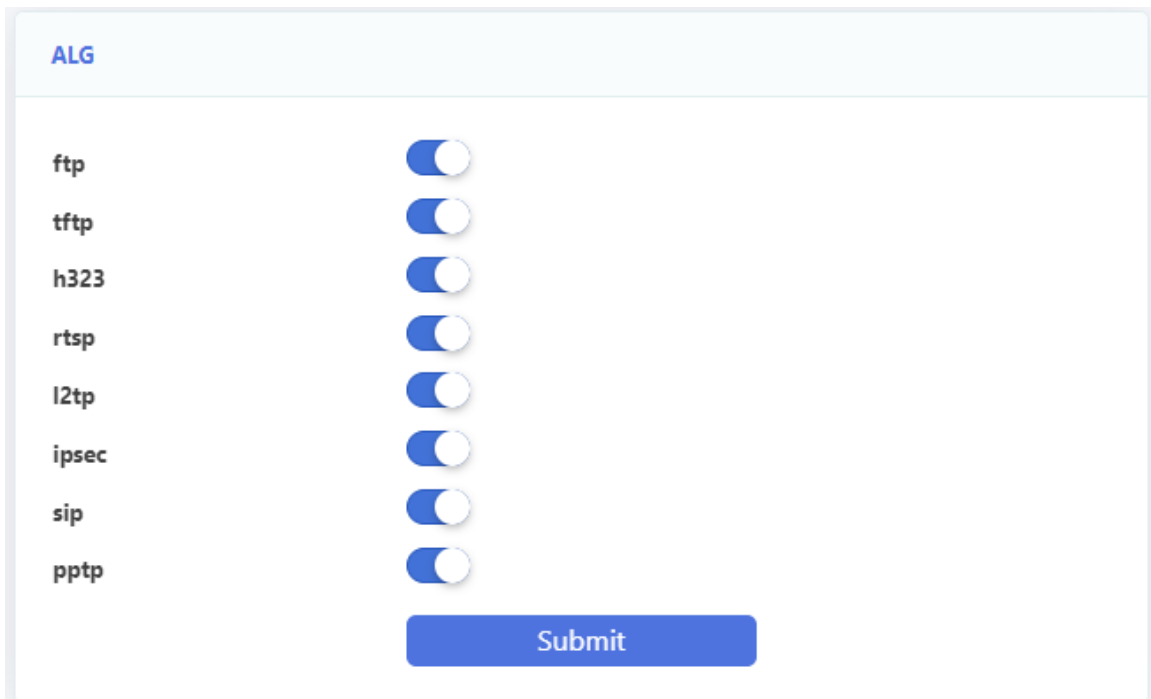 ALG
ftp
tftp
h323
rtsp
l2tp
ipsec
sip
pptp
Submit